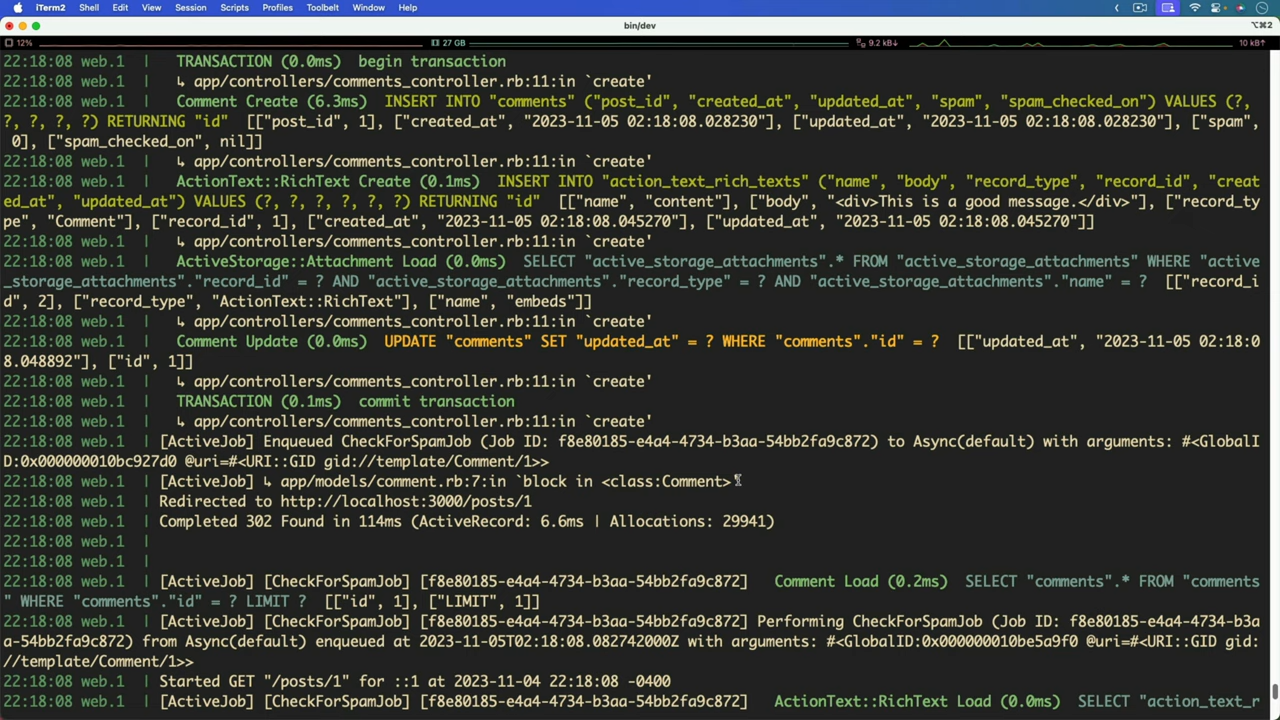 iTerm2 Shell Edit View Session Scripts Profiles Toolbelt Window Help
bin/dev ⌥⌘2
12% 27 GB 9.2 kB↓ 10 kB↑
22:18:08 web.1  |   TRANSACTION (0.0ms)  begin transaction
22:18:08 web.1  |   ↳ app/controllers/comments_controller.rb:11:in `create'
22:18:08 web.1  |   Comment Create (6.3ms)  INSERT INTO "comments" ("post_id", "created_at", "updated_at", "spam", "spam_checked_on") VALUES (?,
?, ?, ?, ?) RETURNING "id"  [["post_id", 1], ["created_at", "2023-11-05 02:18:08.028230"], ["updated_at", "2023-11-05 02:18:08.028230"], ["spam",
0], ["spam_checked_on", nil]]
22:18:08 web.1  |   ↳ app/controllers/comments_controller.rb:11:in `create'
22:18:08 web.1  |   ActionText::RichText Create (0.1ms)  INSERT INTO "action_text_rich_texts" ("name", "body", "record_type", "record_id", "creat
ed_at", "updated_at") VALUES (?, ?, ?, ?, ?, ?) RETURNING "id"  [["name", "content"], ["body", "<div>This is a good message.</div>"], ["record_ty
pe", "Comment"], ["record_id", 1], ["created_at", "2023-11-05 02:18:08.045270"], ["updated_at", "2023-11-05 02:18:08.045270"]]
22:18:08 web.1  |   ↳ app/controllers/comments_controller.rb:11:in `create'
22:18:08 web.1  |   ActiveStorage::Attachment Load (0.0ms)  SELECT "active_storage_attachments".* FROM "active_storage_attachments" WHERE "active
_storage_attachments"."record_id" = ? AND "active_storage_attachments"."record_type" = ? AND "active_storage_attachments"."name" = ?  [["record_i
d", 2], ["record_type", "ActionText::RichText"], ["name", "embeds"]]
22:18:08 web.1  |   ↳ app/controllers/comments_controller.rb:11:in `create'
22:18:08 web.1  |   Comment Update (0.0ms)  UPDATE "comments" SET "updated_at" = ? WHERE "comments"."id" = ?  [["updated_at", "2023-11-05 02:18:0
8.048892"], ["id", 1]]
22:18:08 web.1  |   ↳ app/controllers/comments_controller.rb:11:in `create'
22:18:08 web.1  |   TRANSACTION (0.1ms)  commit transaction
22:18:08 web.1  |   ↳ app/controllers/comments_controller.rb:11:in `create'
22:18:08 web.1  | [ActiveJob] Enqueued CheckForSpamJob (Job ID: f8e80185-e4a4-4734-b3aa-54bb2fa9c872) to Async(default) with arguments: #<GlobalI
D:0x000000010bc927d0 @uri=#<URI::GID gid://template/Comment/1>>
22:18:08 web.1  | [ActiveJob] ↳ app/models/comment.rb:7:in `block in <class:Comment>'
22:18:08 web.1  | Redirected to http://localhost:3000/posts/1
22:18:08 web.1  | Completed 302 Found in 114ms (ActiveRecord: 6.6ms | Allocations: 29941)
22:18:08 web.1  |
22:18:08 web.1  |
22:18:08 web.1  | [ActiveJob] [CheckForSpamJob] [f8e80185-e4a4-4734-b3aa-54bb2fa9c872]   Comment Load (0.2ms)  SELECT "comments".* FROM "comments
" WHERE "comments"."id" = ? LIMIT ?  [["id", 1], ["LIMIT", 1]]
22:18:08 web.1  | [ActiveJob] [CheckForSpamJob] [f8e80185-e4a4-4734-b3aa-54bb2fa9c872] Performing CheckForSpamJob (Job ID: f8e80185-e4a4-4734-b3a
a-54bb2fa9c872) from Async(default) enqueued at 2023-11-05T02:18:08.082742000Z with arguments: #<GlobalID:0x000000010be5a9f0 @uri=#<URI::GID gid:
//template/Comment/1>>
22:18:08 web.1  | Started GET "/posts/1" for ::1 at 2023-11-04 22:18:08 -0400
22:18:08 web.1  | [ActiveJob] [CheckForSpamJob] [f8e80185-e4a4-4734-b3aa-54bb2fa9c872]   ActionText::RichText Load (0.0ms)  SELECT "action_text_r